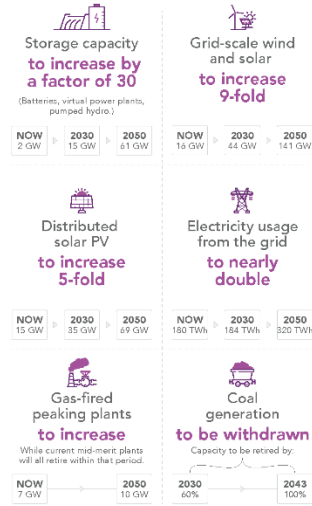 Storage capacity
to increase by
a factor of 30
(Batteries, virtual power plants,
pumped hydro.)
NOW 2030 2050
2 GW 15 GW 61 GW
Grid-scale wind
and solar
to increase
9-fold
NOW 2030 2050
16 GW 44 GW 141 GW
Distributed
solar PV
to increase
5-fold
NOW 2030 2050
15 GW 35 GW 69 GW
Electricity usage
from the grid
to nearly
double
NOW 2030 2050
180 TWh 184 TWh 320 TWh
Gas-fired
peaking plants
to increase
While current mid-merit plants
will all retire within that period.
NOW 2050
7 GW 10 GW
Coal
generation
to be withdrawn
Capacity to be retired by:
2030 2043
60% 100%